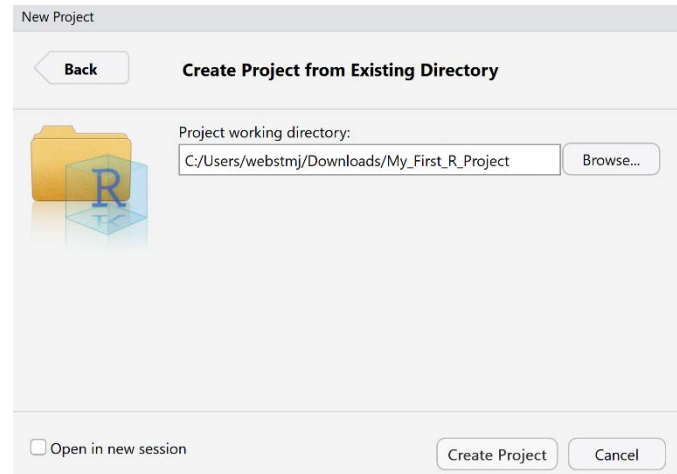 New Project
Back
Create Project from Existing Directory
Project working directory:
C:/Users/webstmj/Downloads/My_First_R_Project
Browse...
R
Open in new session
Create Project
Cancel